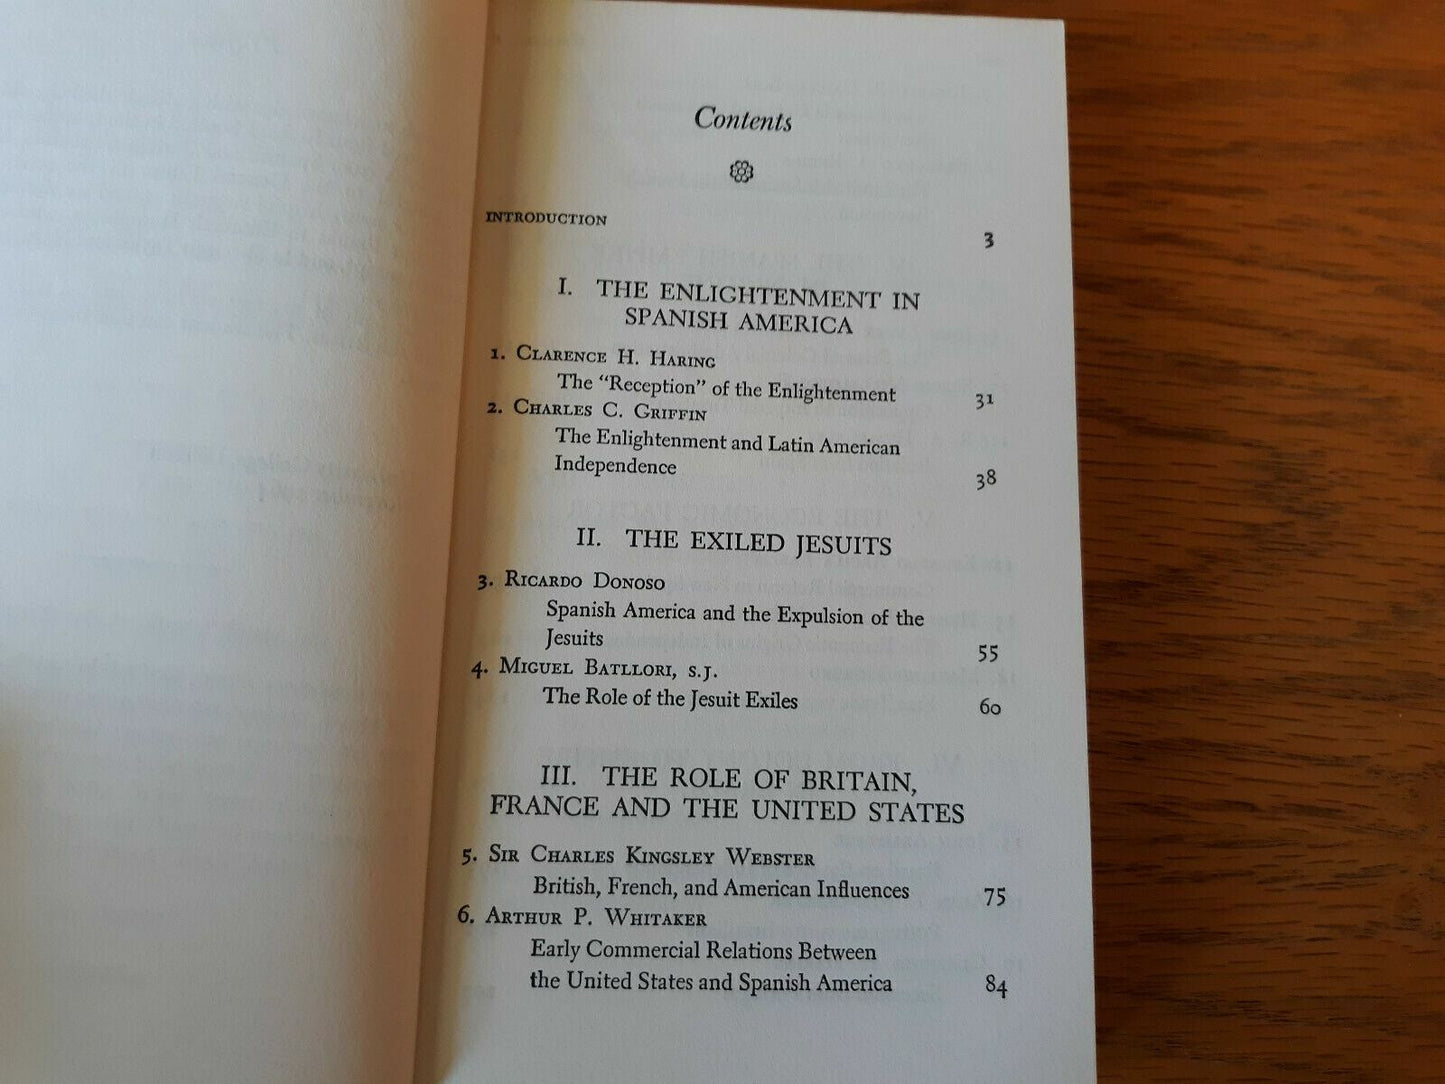 Contents
INTRODUCTION
3
I. THE ENLIGHTENMENT IN
SPANISH AMERICA
1. CLARENCE H. HARING
The “Reception” of the Enlightenment 31
2. CHARLES C. GRIFFIN
The Enlightenment and Latin American
Independence 38
II. THE EXILED JESUITS
3. RICARDO DONOSO
Spanish America and the Expulsion of the
Jesuits 55
4. MIGUEL BATLLORI, S.J.
The Role of the Jesuit Exiles 60
III. THE ROLE OF BRITAIN,
FRANCE AND THE UNITED STATES
5. SIR CHARLES KINGSLEY WEBSTER
British, French, and American Influences 75
6. ARTHUR P. WHITAKER
Early Commercial Relations Between
the United States and Spanish America 84